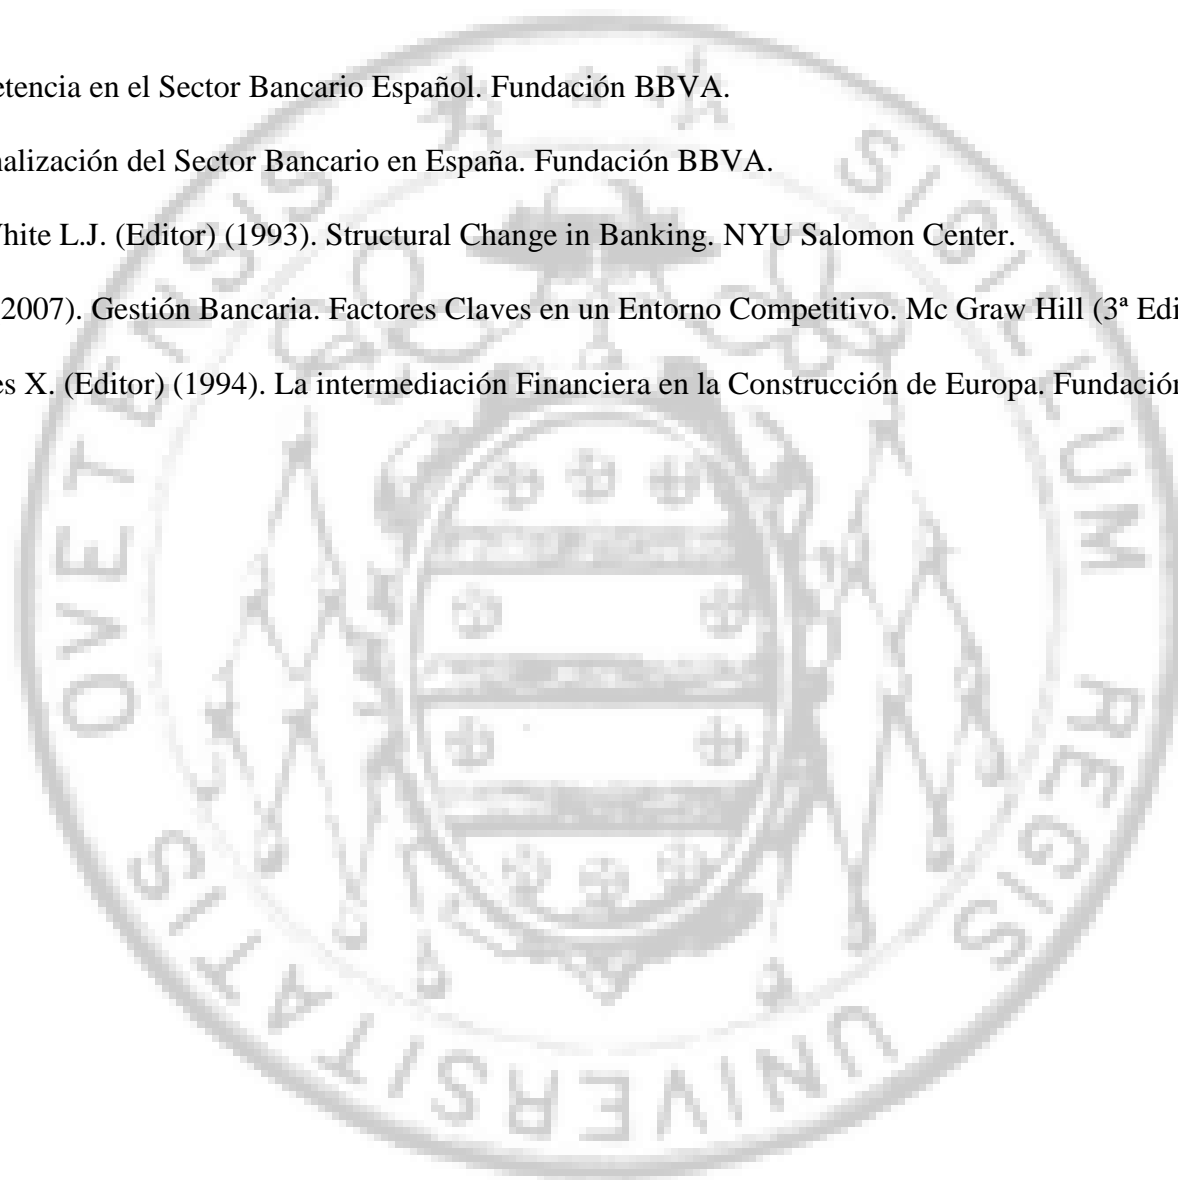 etencia en el Sector Bancario Español. Fundación BBVA.
nalización del Sector Bancario en España. Fundación BBVA.
White L.J. (Editor) (1993). Structural Change in Banking. NYU Salomon Center.
2007). Gestión Bancaria. Factores Claves en un Entorno Competitivo. Mc Graw Hill (3ª Edi
es X. (Editor) (1994). La intermediación Financiera en la Construcción de Europa. Fundación
SIGILLUM REGIS UNIVERSITATIS OVETENSIS